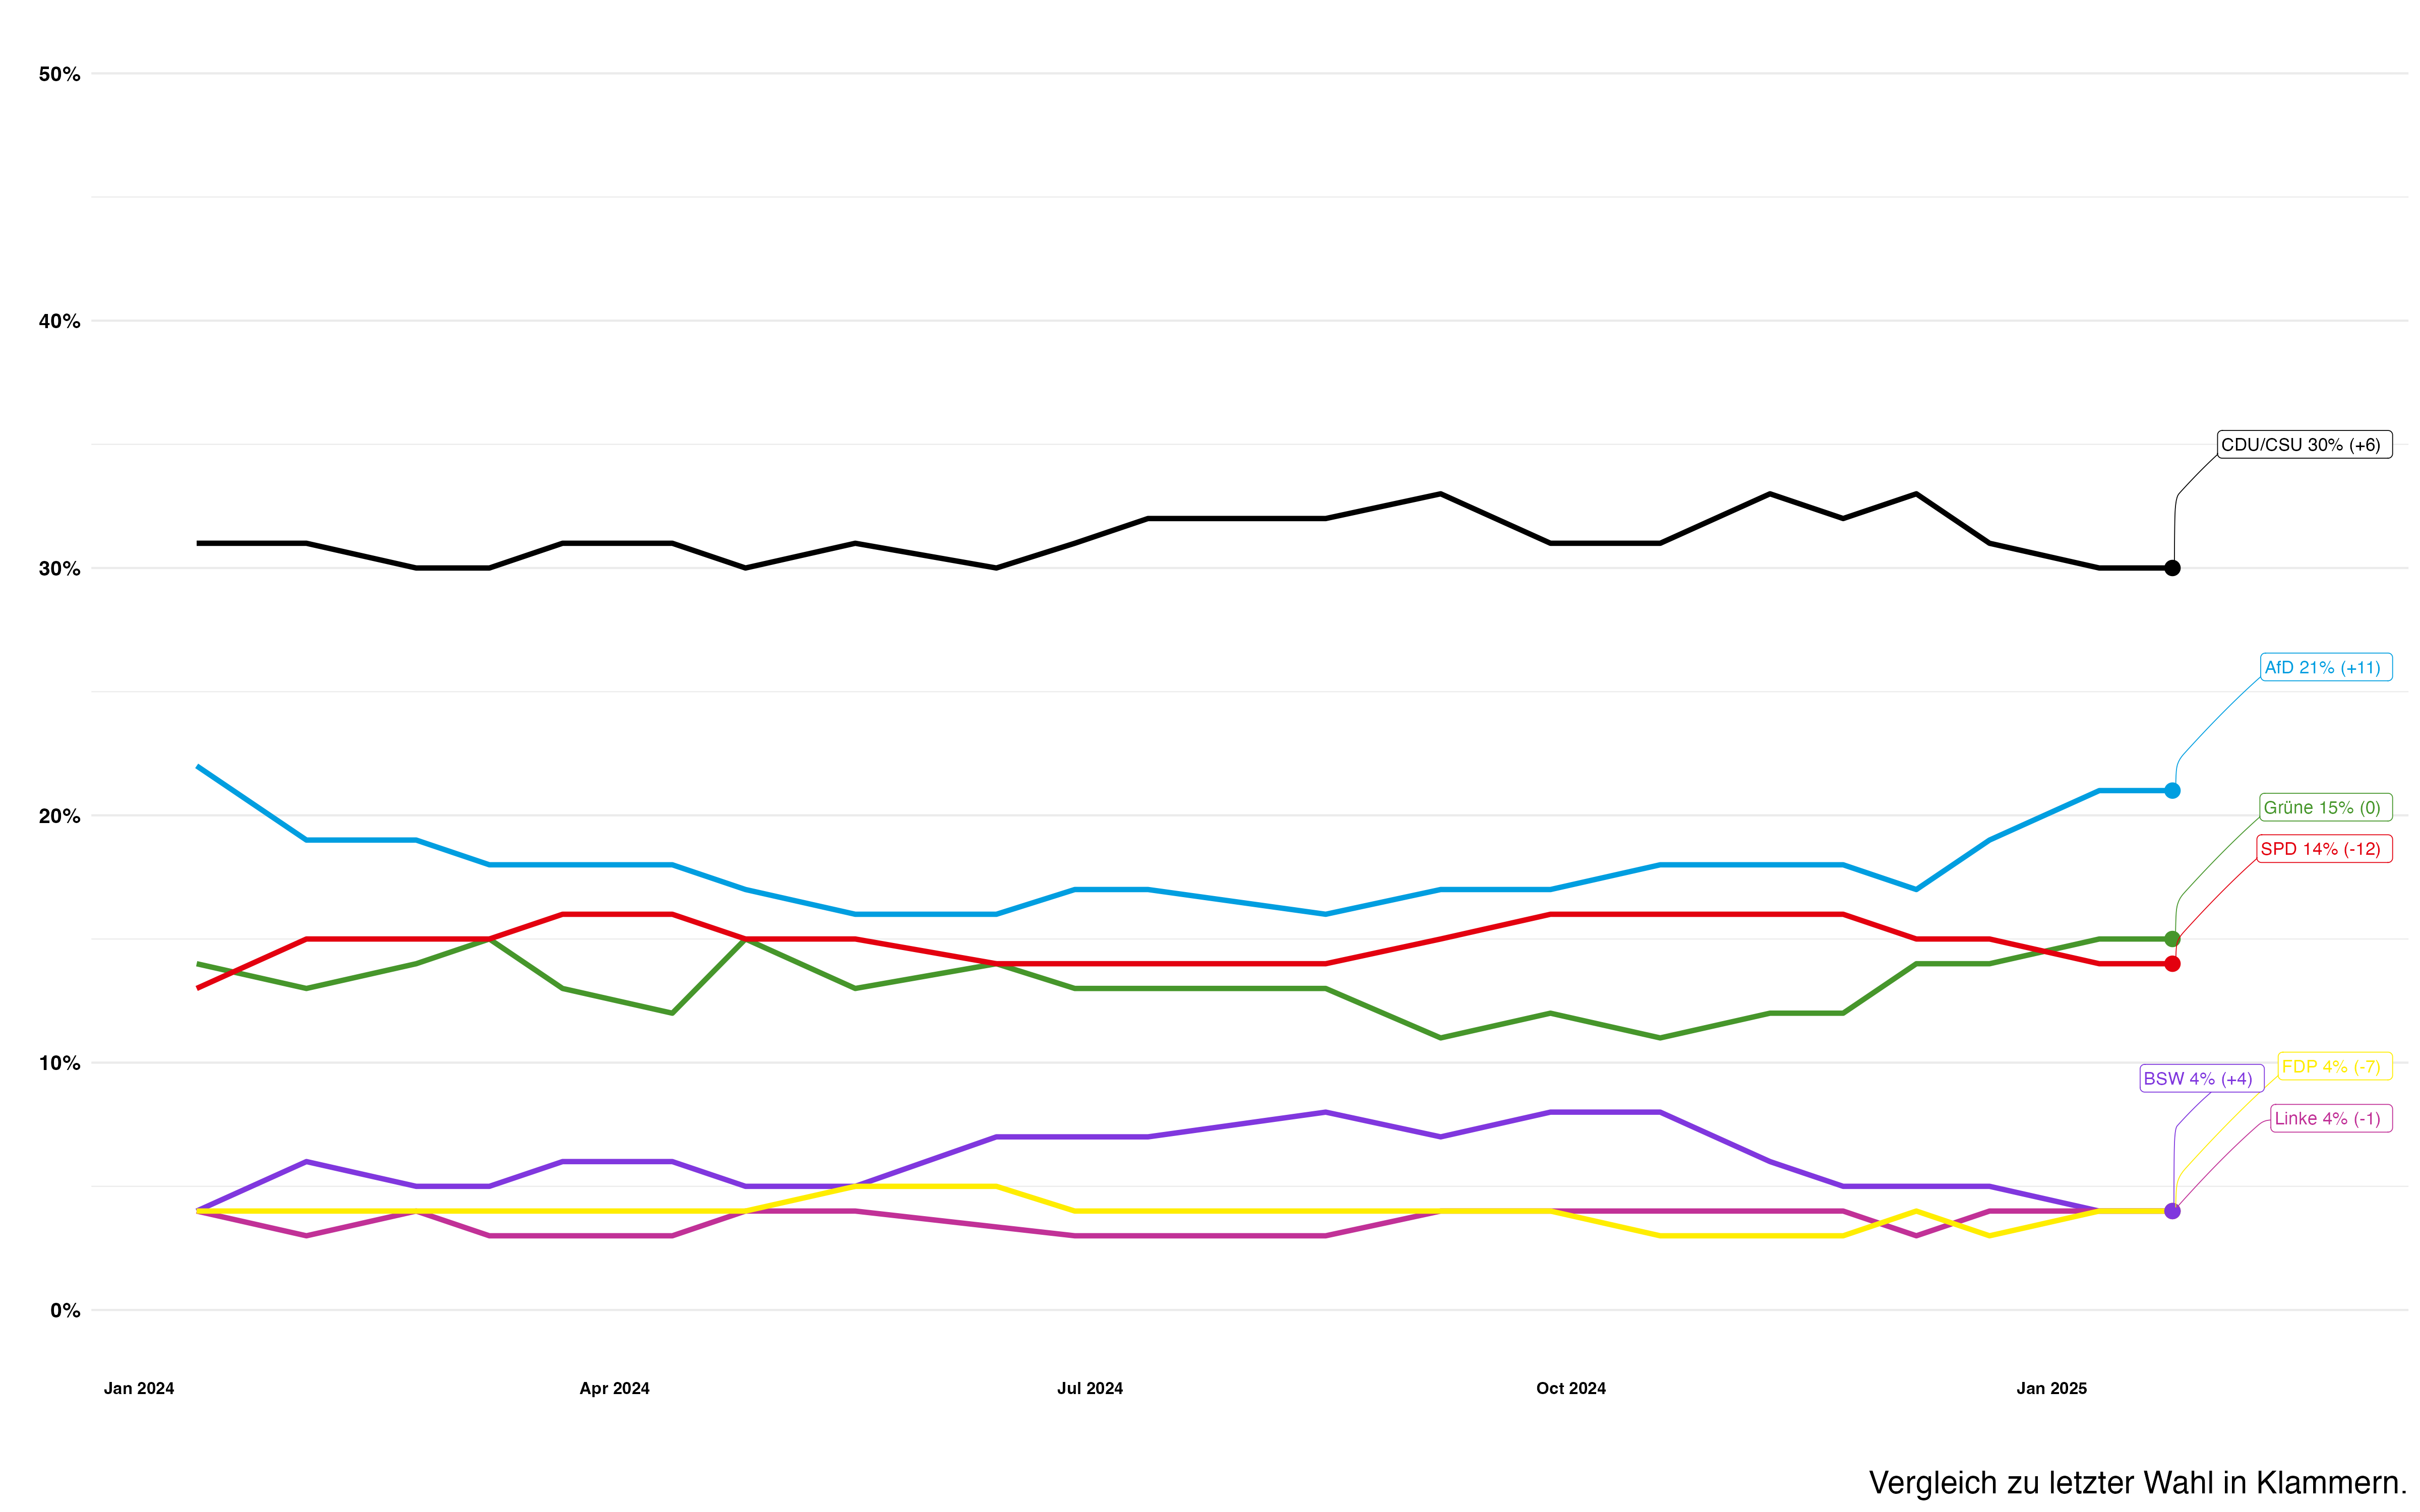 50%
40%
30%
20%
10%
0%
CDU/CSU 30% (+6)
AfD 21% (+11)
Grüne 15% (0)
SPD 14% (-12)
FDP 4% (-7)
BSW 4% (+4)
Linke 4% (-1)
Jan 2024
Apr 2024
Jul 2024
Oct 2024
Jan 2025
Vergleich zu letzter Wahl in Klammern.